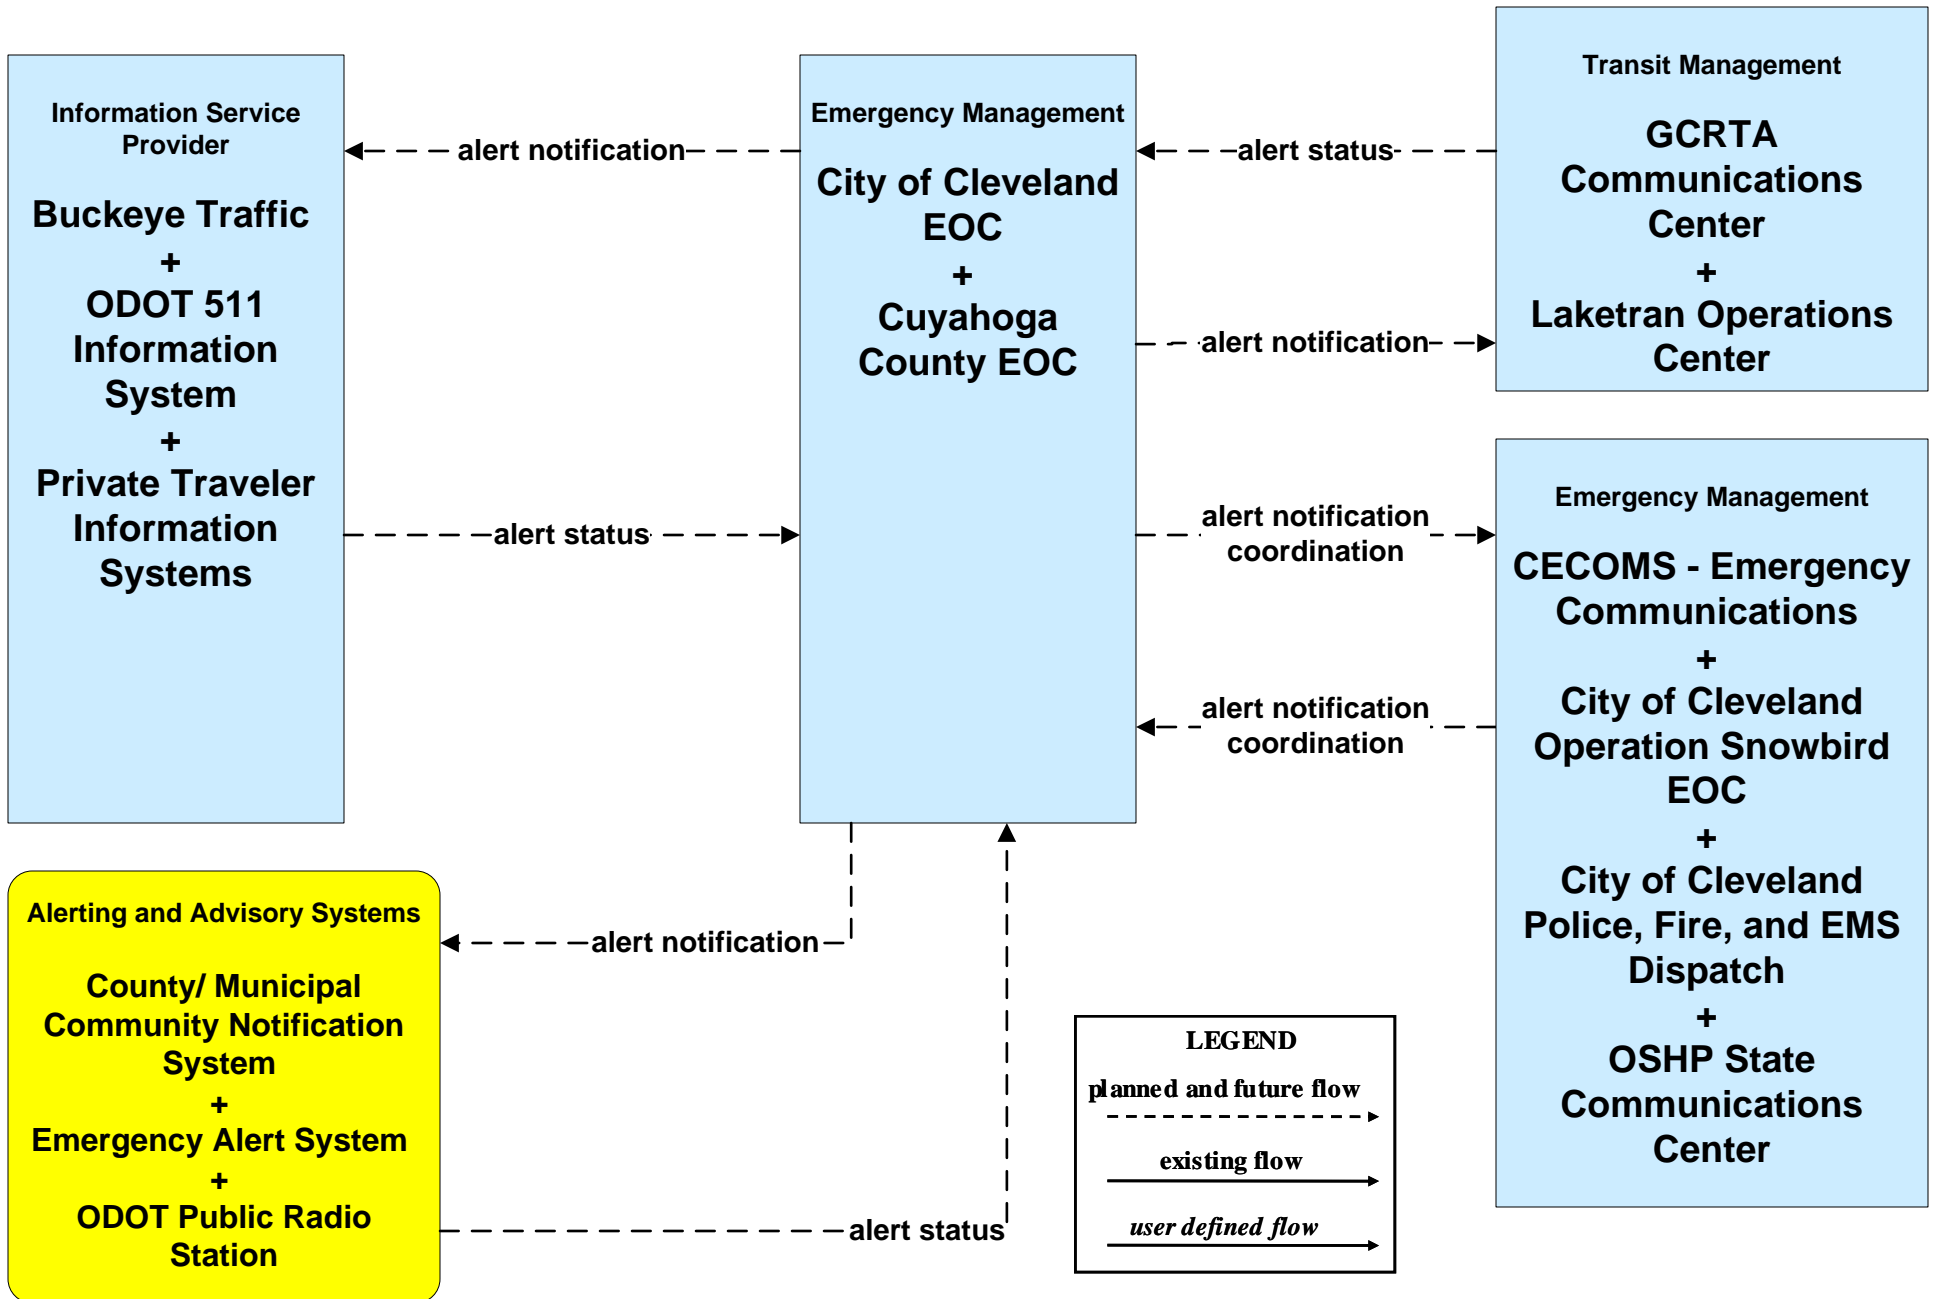 Information Service
Provider
Buckeye Traffic
+
ODOT 511
Information
System
+
Private Traveler
Information
Systems
alert notification
alert status
Emergency Management
City of Cleveland
EOC
+
Cuyahoga
County EOC
alert status
alert notification
alert notification
coordination
alert notification
coordination
Transit Management
GCRTA
Communications
Center
+
Laketran Operations
Center
Emergency Management
CECOMS - Emergency
Communications
+
City of Cleveland
Operation Snowbird
EOC
+
City of Cleveland
Police, Fire, and EMS
Dispatch
+
OSHP State
Communications
Center
Alerting and Advisory Systems
County/ Municipal
Community Notification
System
+
Emergency Alert System
+
ODOT Public Radio
Station
alert notification
alert status
LEGEND
planned and future flow
existing flow
user defined flow